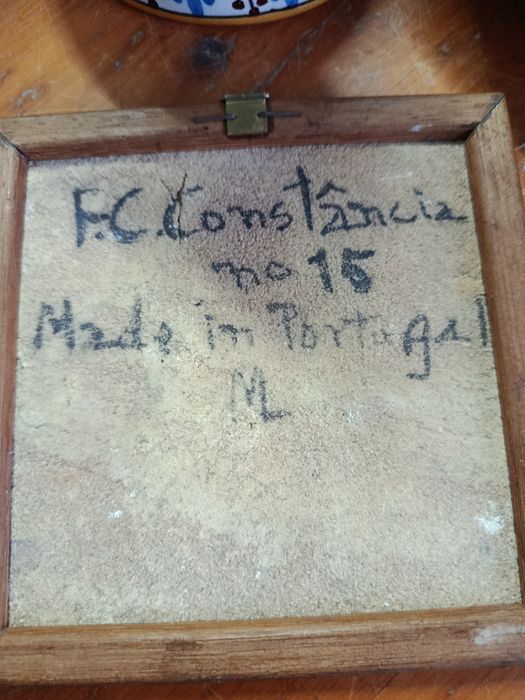 F.C. Constância
no 15
Made in Portugal
ML